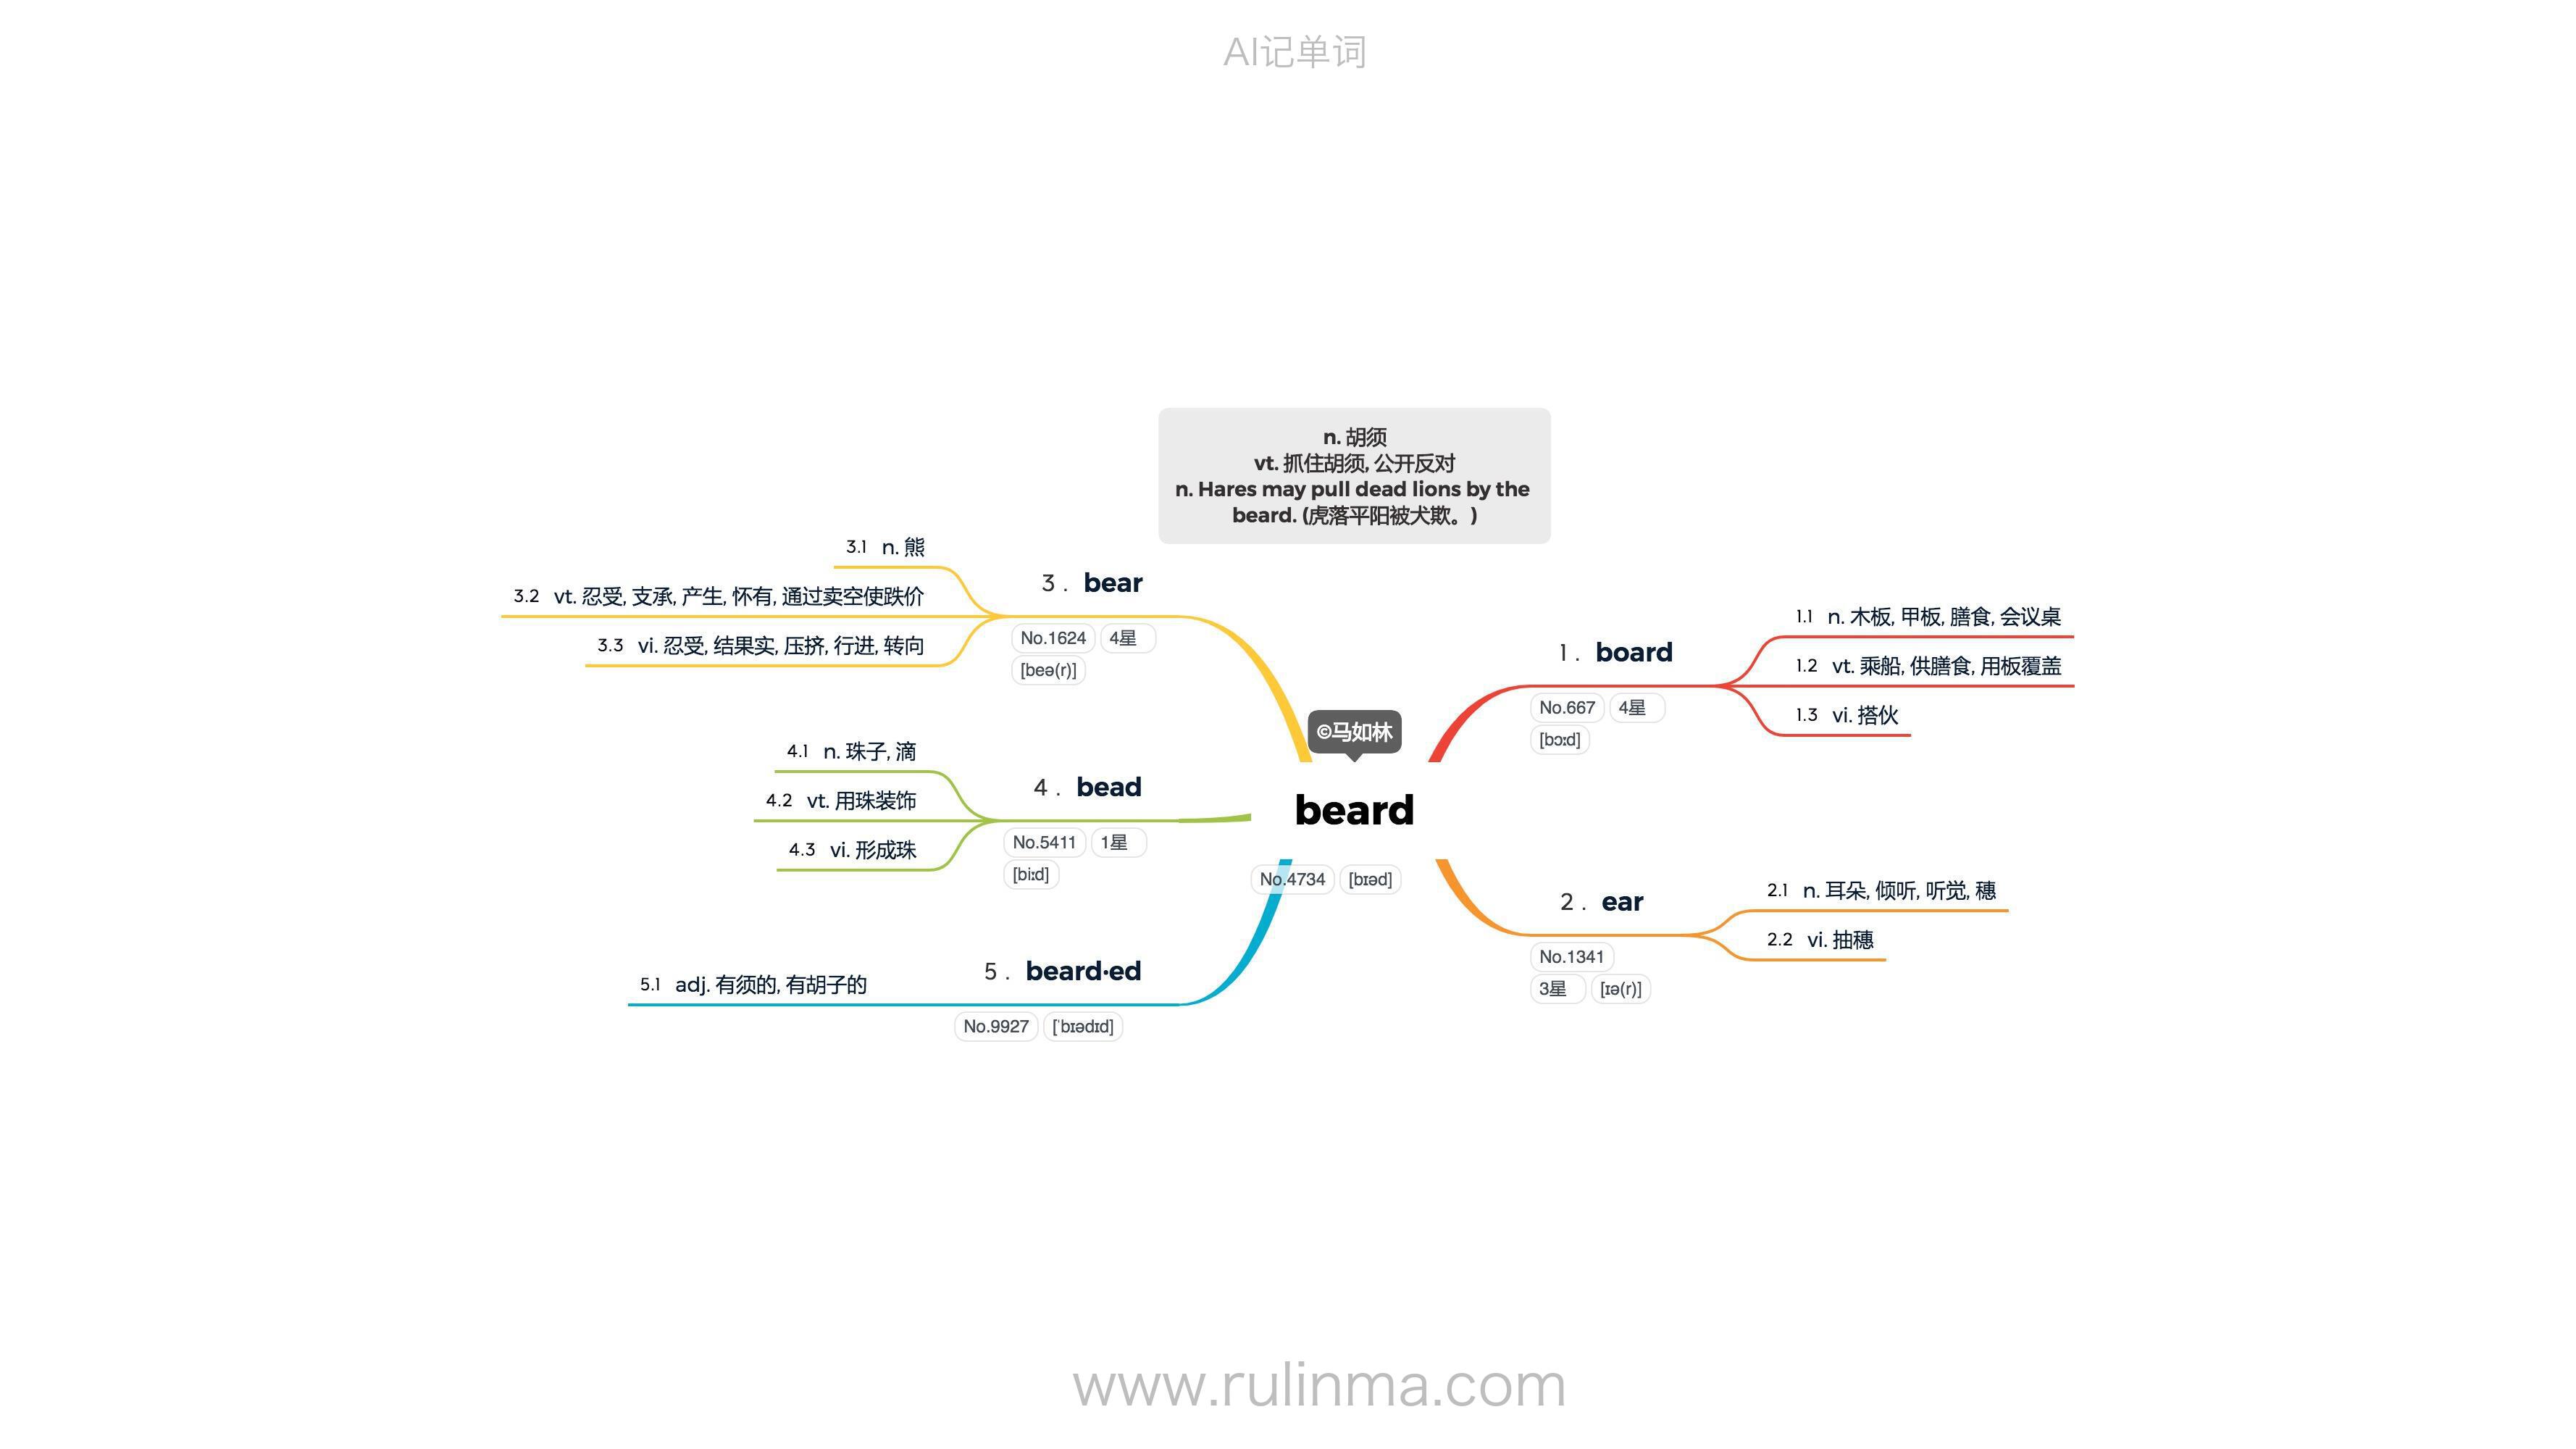 AI记单词
n. 胡须
vt. 抓住胡须, 公开反对
n. Hares may pull dead lions by the
beard. (虎落平阳被犬欺。)
©马如林
beard
No.4734 [bɪəd]
1 . board
No.667 4星
[bɔːd]
1.1 n. 木板, 甲板, 膳食, 会议桌
1.2 vt. 乘船, 供膳食, 用板覆盖
1.3 vi. 搭伙
2 . ear
No.1341
3星 [ɪə(r)]
2.1 n. 耳朵, 倾听, 听觉, 穗
2.2 vi. 抽穗
3 . bear
No.1624 4星
[beə(r)]
3.1 n. 熊
3.2 vt. 忍受, 支承, 产生, 怀有, 通过卖空使跌价
3.3 vi. 忍受, 结果实, 压挤, 行进, 转向
4 . bead
No.5411 1星
[biːd]
4.1 n. 珠子, 滴
4.2 vt. 用珠装饰
4.3 vi. 形成珠
5 . beard·ed
No.9927 [ˈbɪədɪd]
5.1 adj. 有须的, 有胡子的
www.rulinma.com